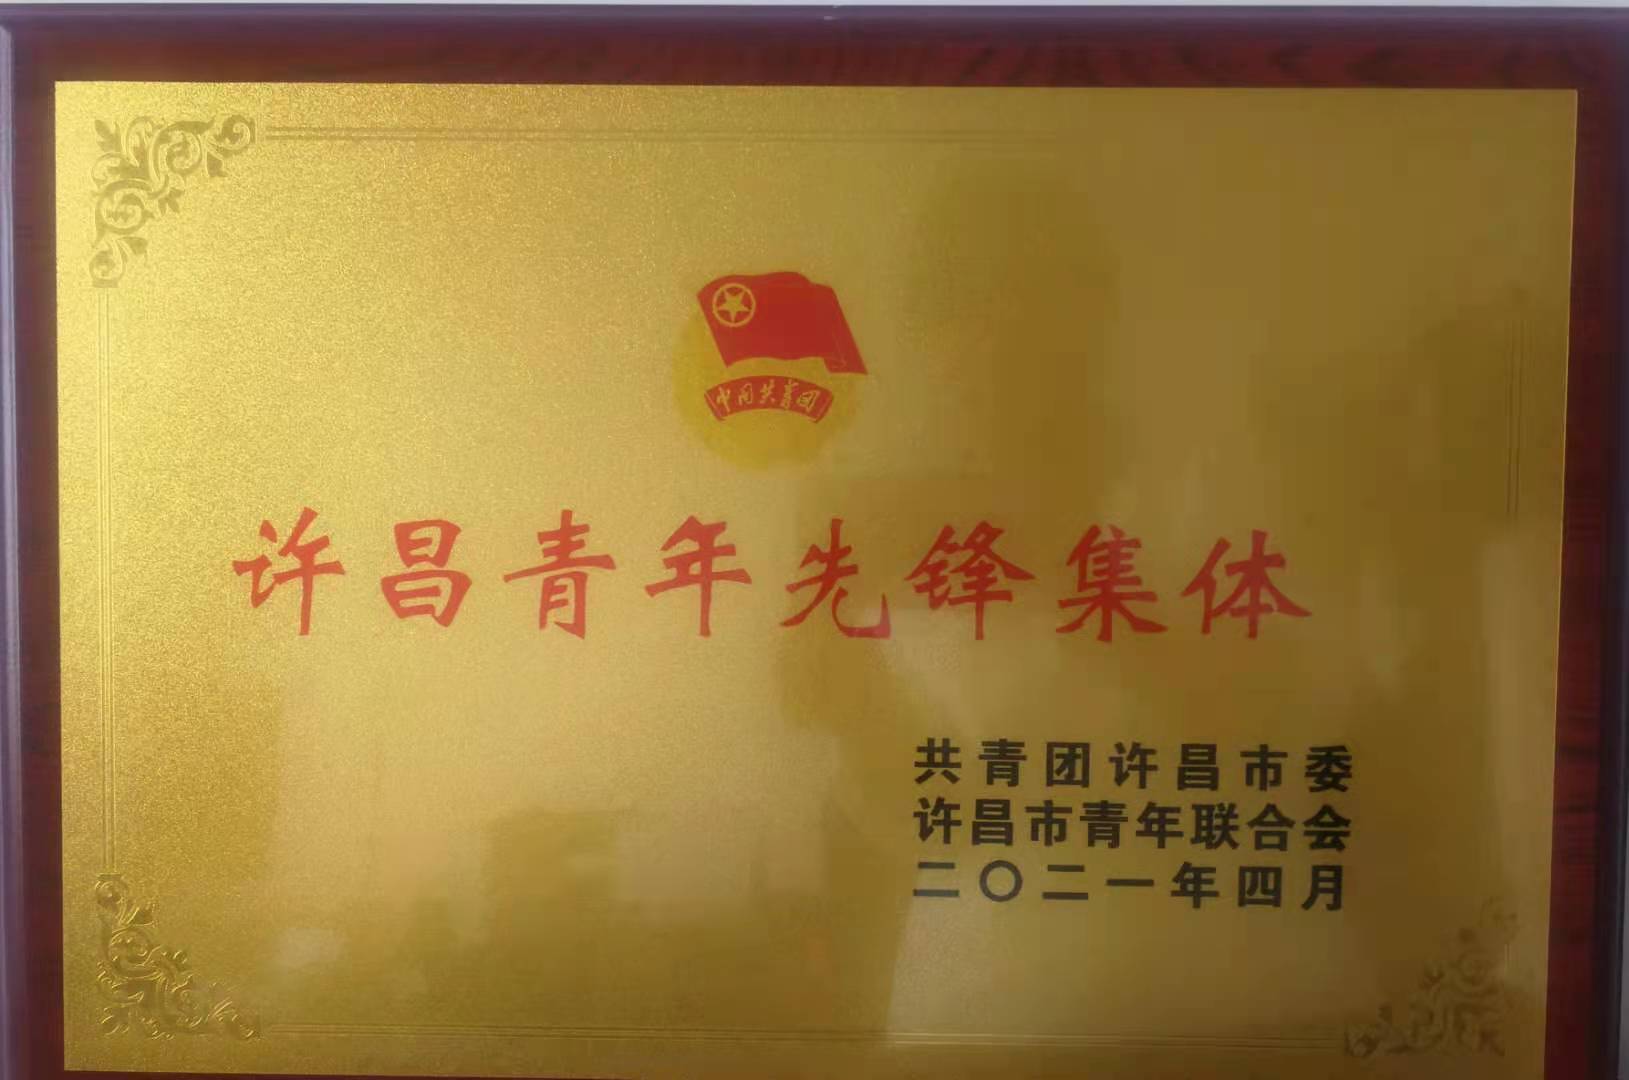 中国共青团
许昌青年先锋集体
共青团许昌市委
许昌市青年联合会
二〇二一年四月